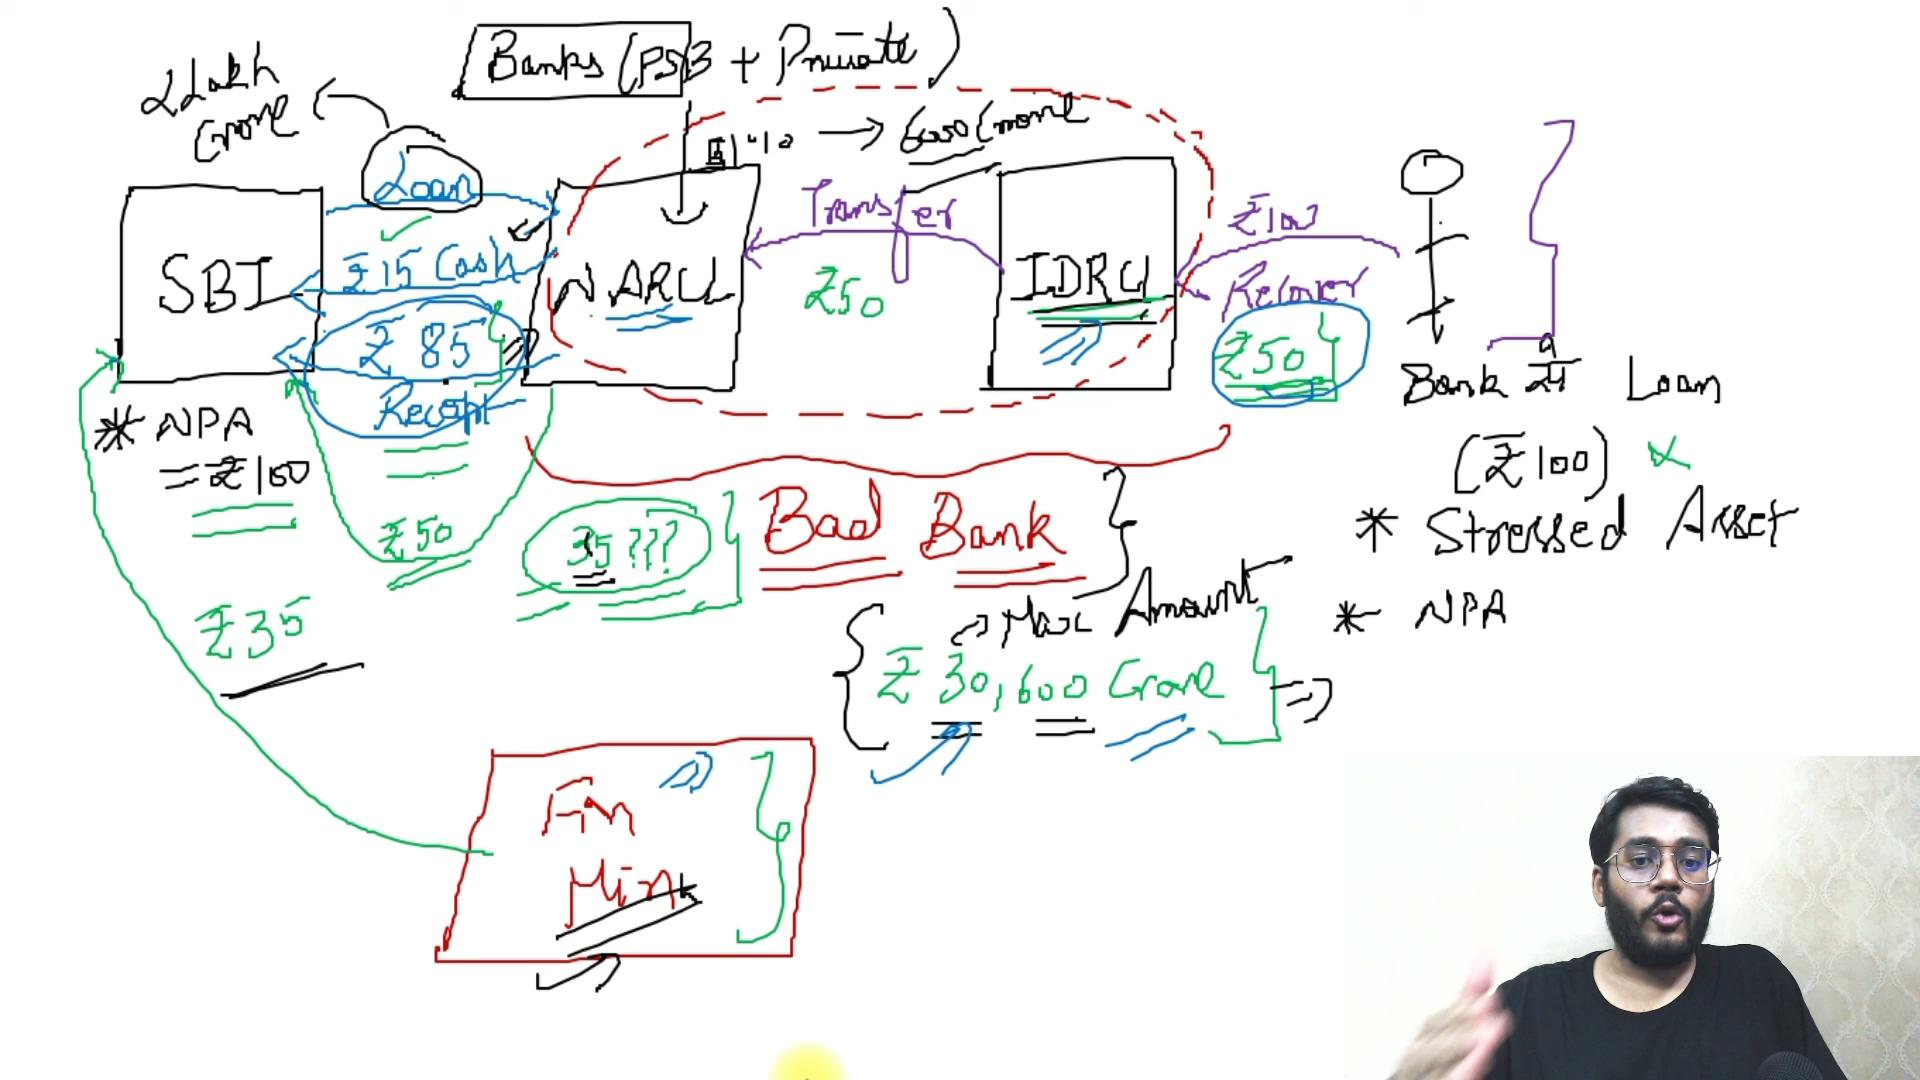 Banks (PSB + Private)
2 Lakh
Crore
51% → 6000 Crore
Loan
Transfer
₹100
SBI
₹15 Cash
NARCL
₹50
IDRCL
Recover
₹ 85
₹50
Receipt
Bank से Loan
* NPA
= ₹100
(₹100) ×
₹50
35 ???
Bad Bank
* Stressed Asset
₹35
→ Max Amount
* NPA
₹ 30,600 Crore
Fin
Min